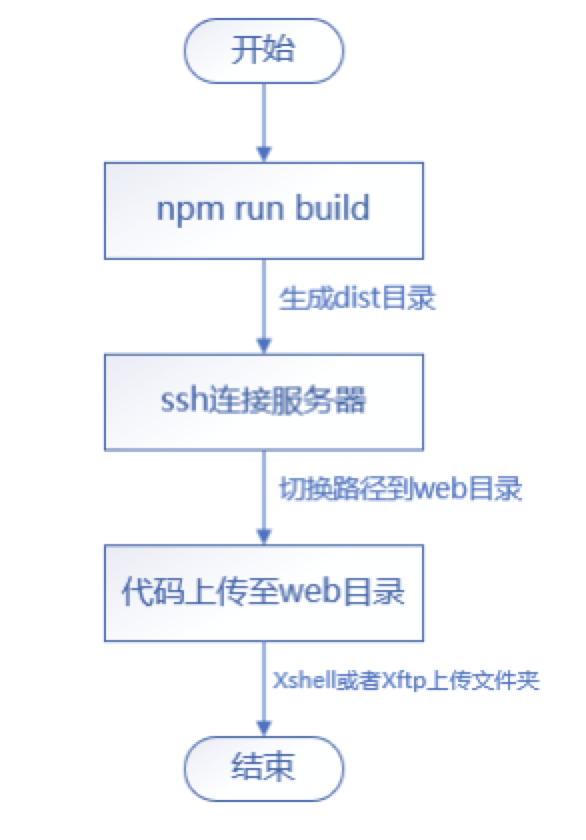 开始
npm run build
生成dist目录
ssh连接服务器
切换路径到web目录
代码上传至web目录
Xshell或者Xftp上传文件夹
结束